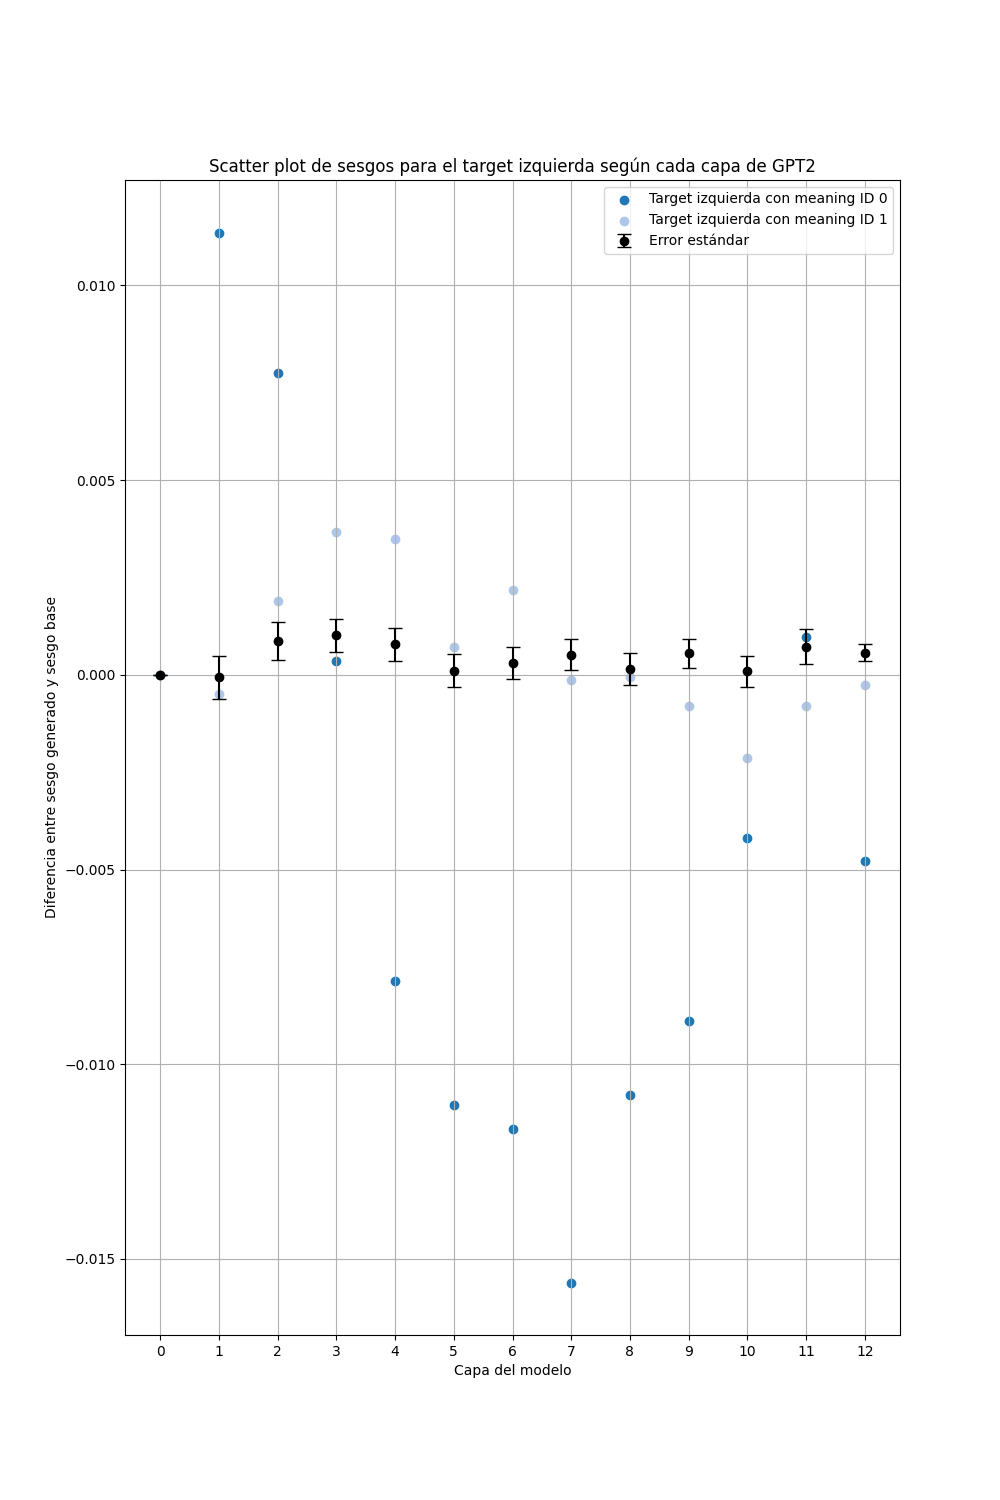 Scatter plot de sesgos para el target izquierda según cada capa de GPT2
Target izquierda con meaning ID 0
Target izquierda con meaning ID 1
Error estándar
0.010
0.005
0.000
−0.005
−0.010
−0.015
Diferencia entre sesgo generado y sesgo base
0 1 2 3 4 5 6 7 8 9 10 11 12
Capa del modelo